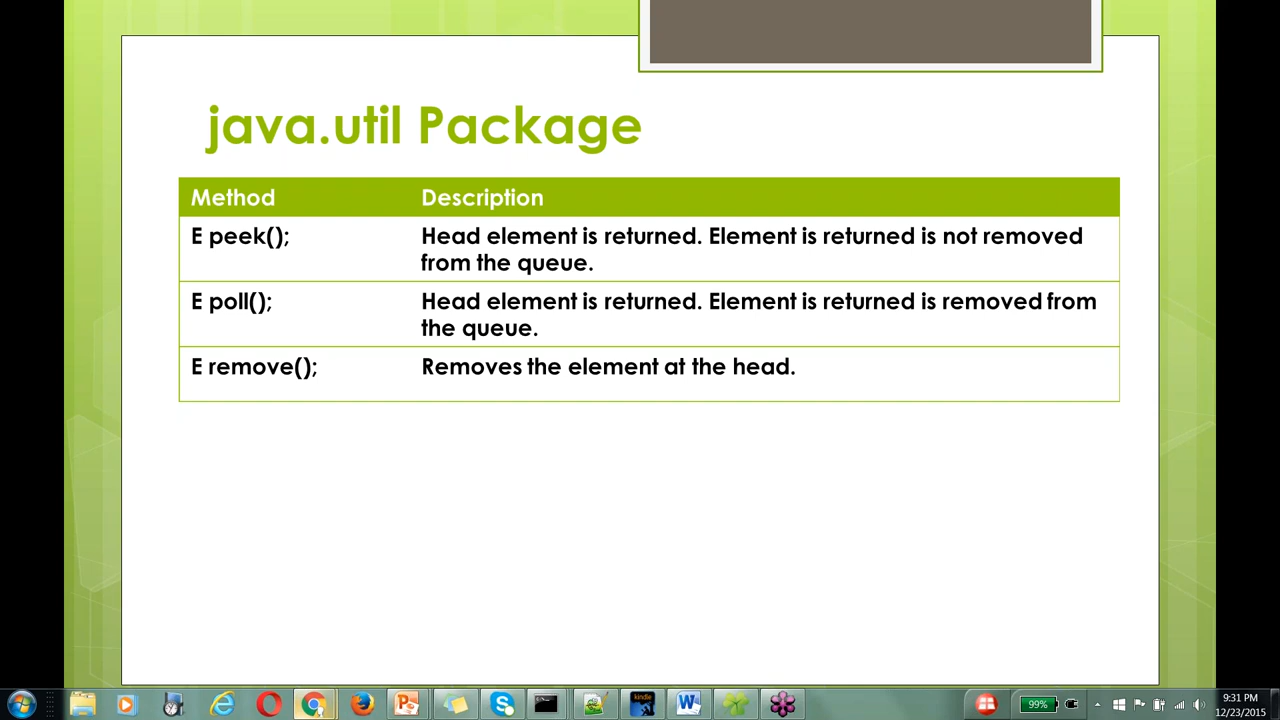 java.util Package
Method Description
E peek(); Head element is returned. Element is returned is not removed
from the queue.
E poll(); Head element is returned. Element is returned is removed from
the queue.
E remove(); Removes the element at the head.
kindle
99%
9:31 PM
12/23/2015